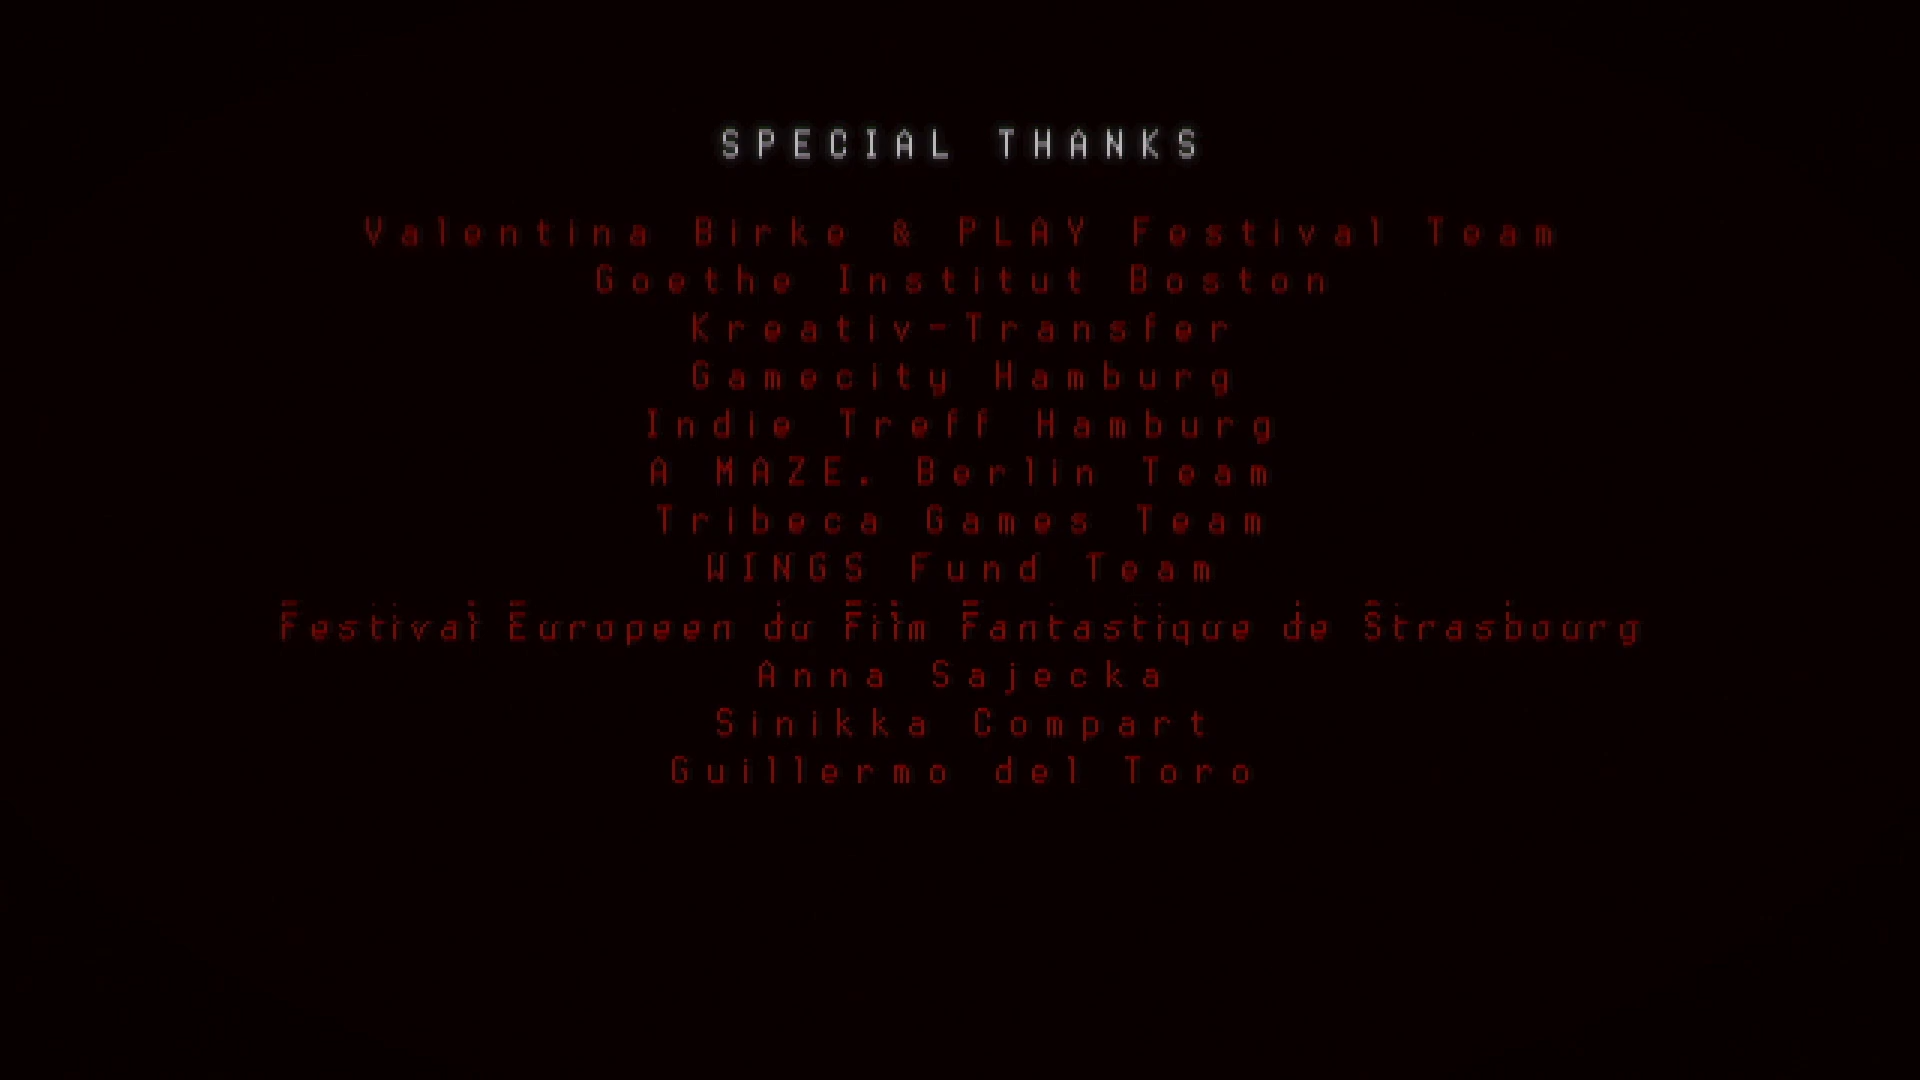 SPECIAL THANKS
Valentina Birke & PLAY Festival Team
Goethe Institut Boston
Kreativ-Transfer
Gamecity Hamburg
Indie Treff Hamburg
A MAZE. Berlin Team
Tribeca Games Team
WINGS Fund Team
Festival Europeen du Film Fantastique de Strasbourg
Anna Sajecka
Sinikka Compart
Guillermo del Toro